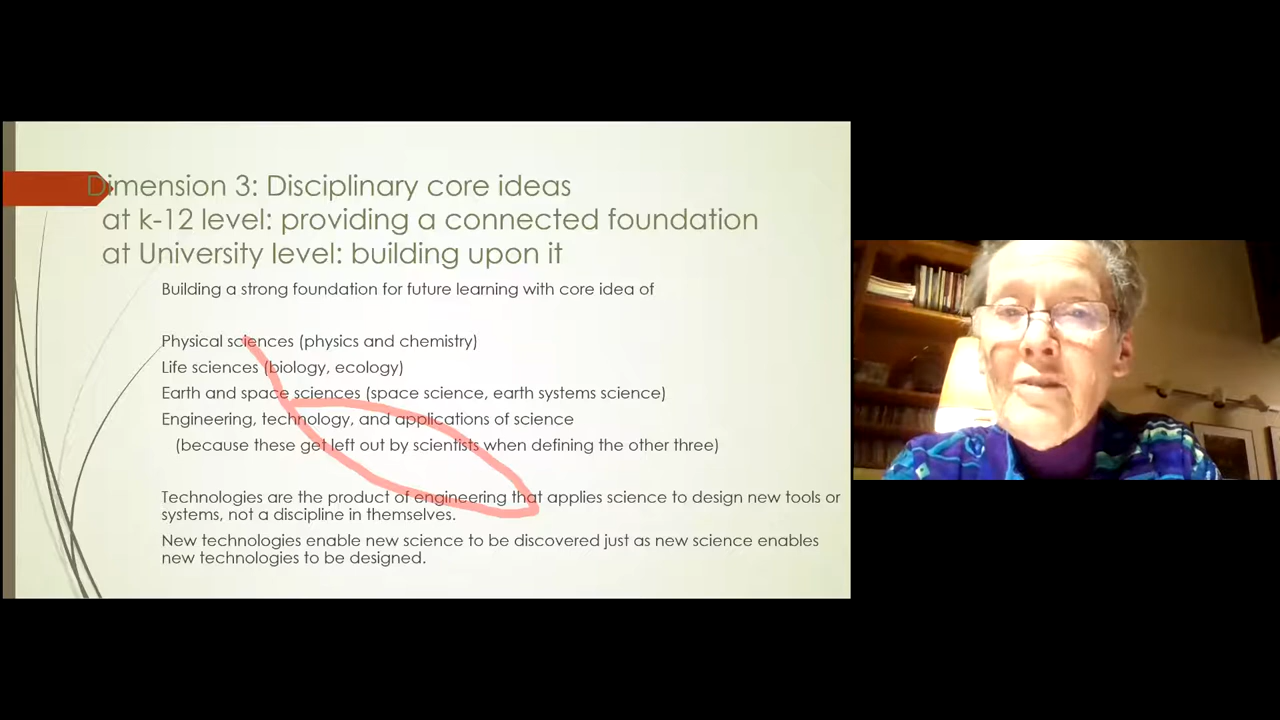 Dimension 3: Disciplinary core ideas
at k-12 level: providing a connected foundation
at University level: building upon it
Building a strong foundation for future learning with core idea of
Physical sciences (physics and chemistry)
Life sciences (biology, ecology)
Earth and space sciences (space science, earth systems science)
Engineering, technology, and applications of science
(because these get left out by scientists when defining the other three)
Technologies are the product of engineering that applies science to design new tools or
systems, not a discipline in themselves.
New technologies enable new science to be discovered just as new science enables
new technologies to be designed.